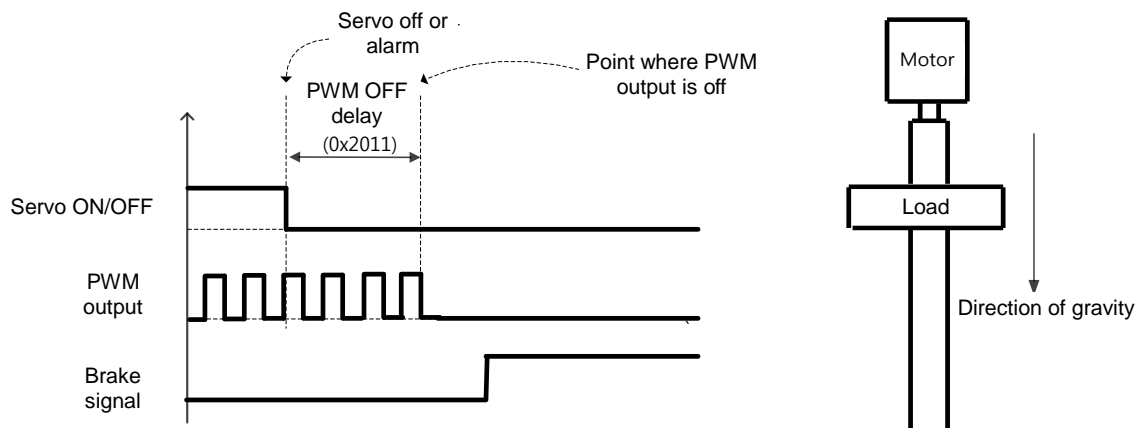 Servo off or
alarm
Point where PWM
output is off
PWM OFF
delay
(0x2011)
Servo ON/OFF
PWM
output
Brake
signal
Motor
Load
Direction of gravity